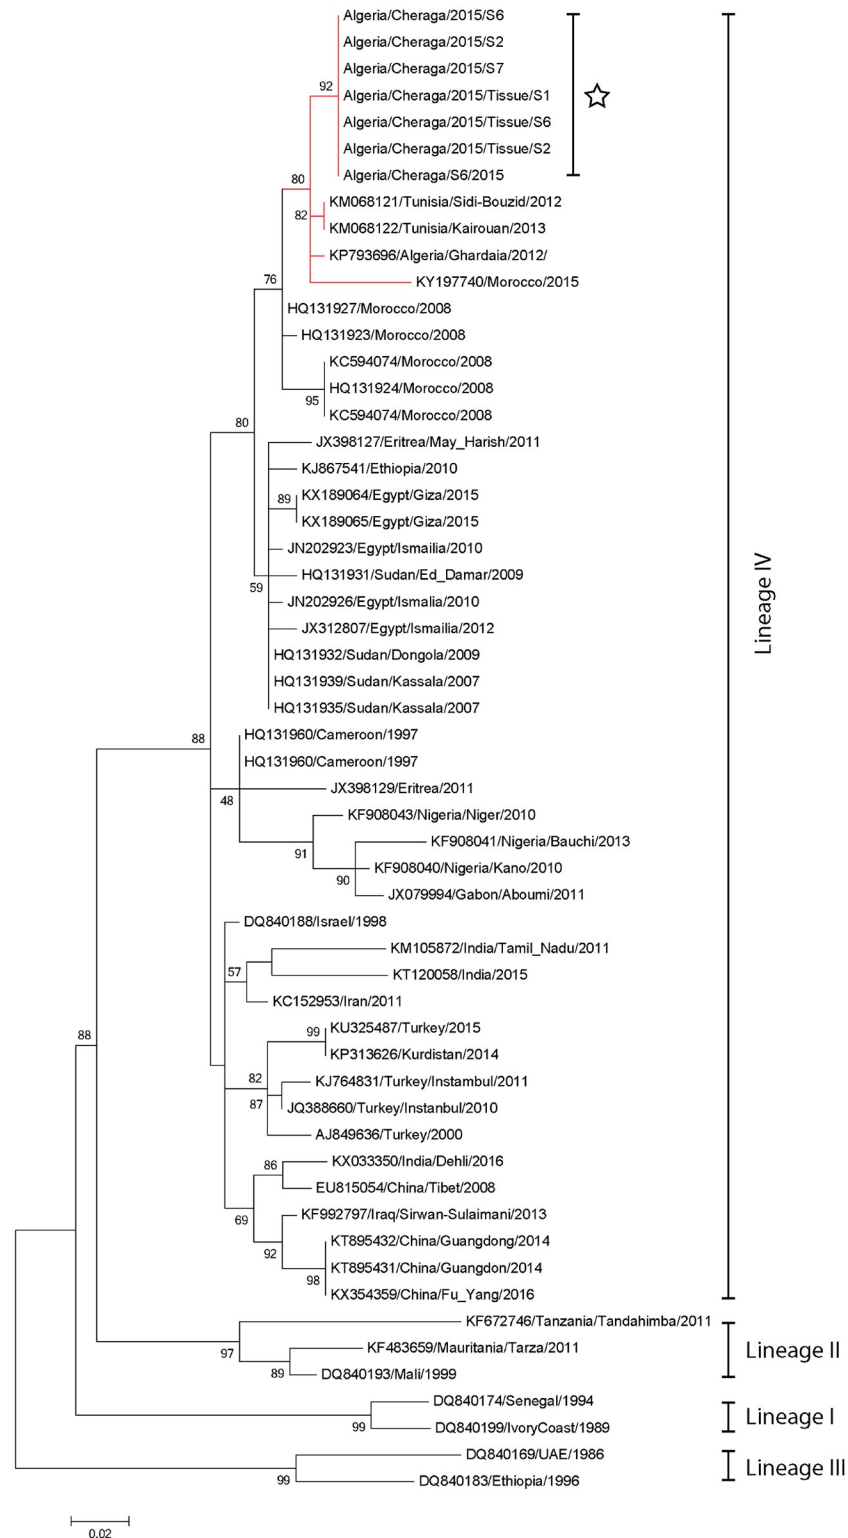 Algeria/Cheraga/2015/S6
Algeria/Cheraga/2015/S2
Algeria/Cheraga/2015/S7
92
Algeria/Cheraga/2015/Tissue/S1
Algeria/Cheraga/2015/Tissue/S6
Algeria/Cheraga/2015/Tissue/S2
Algeria/Cheraga/S6/2015
80
KM068121/Tunisia/Sidi-Bouzid/2012
82
KM068122/Tunisia/Kairouan/2013
KP793696/Algeria/Ghardaia/2012/
76
KY197740/Morocco/2015
HQ131927/Morocco/2008
HQ131923/Morocco/2008
KC594074/Morocco/2008
HQ131924/Morocco/2008
95
KC594074/Morocco/2008
80
JX398127/Eritrea/May_Harish/2011
KJ867541/Ethiopia/2010
89
KX189064/Egypt/Giza/2015
KX189065/Egypt/Giza/2015
JN202923/Egypt/Ismailia/2010
HQ131931/Sudan/Ed_Damar/2009
59
JN202926/Egypt/Ismalia/2010
JX312807/Egypt/Ismailia/2012
HQ131932/Sudan/Dongola/2009
HQ131939/Sudan/Kassala/2007
HQ131935/Sudan/Kassala/2007
Lineage IV
88
HQ131960/Cameroon/1997
HQ131960/Cameroon/1997
JX398129/Eritrea/2011
48
KF908043/Nigeria/Niger/2010
KF908041/Nigeria/Bauchi/2013
91
KF908040/Nigeria/Kano/2010
90
JX079994/Gabon/Aboumi/2011
DQ840188/Israel/1998
KM105872/India/Tamil_Nadu/2011
57
KT120058/India/2015
KC152953/Iran/2011
88
99
KU325487/Turkey/2015
KP313626/Kurdistan/2014
82
KJ764831/Turkey/Instambul/2011
87
JQ388660/Turkey/Instanbul/2010
AJ849636/Turkey/2000
86
KX033350/India/Dehli/2016
EU815054/China/Tibet/2008
69
KF992797/Iraq/Sirwan-Sulaimani/2013
KT895432/China/Guangdong/2014
92
KT895431/China/Guangdon/2014
98
KX354359/China/Fu_Yang/2016
KF672746/Tanzania/Tandahimba/2011
97
KF483659/Mauritania/Tarza/2011
Lineage II
89
DQ840193/Mali/1999
DQ840174/Senegal/1994
Lineage I
99
DQ840199/IvoryCoast/1989
DQ840169/UAE/1986
Lineage III
99
DQ840183/Ethiopia/1996
0.02